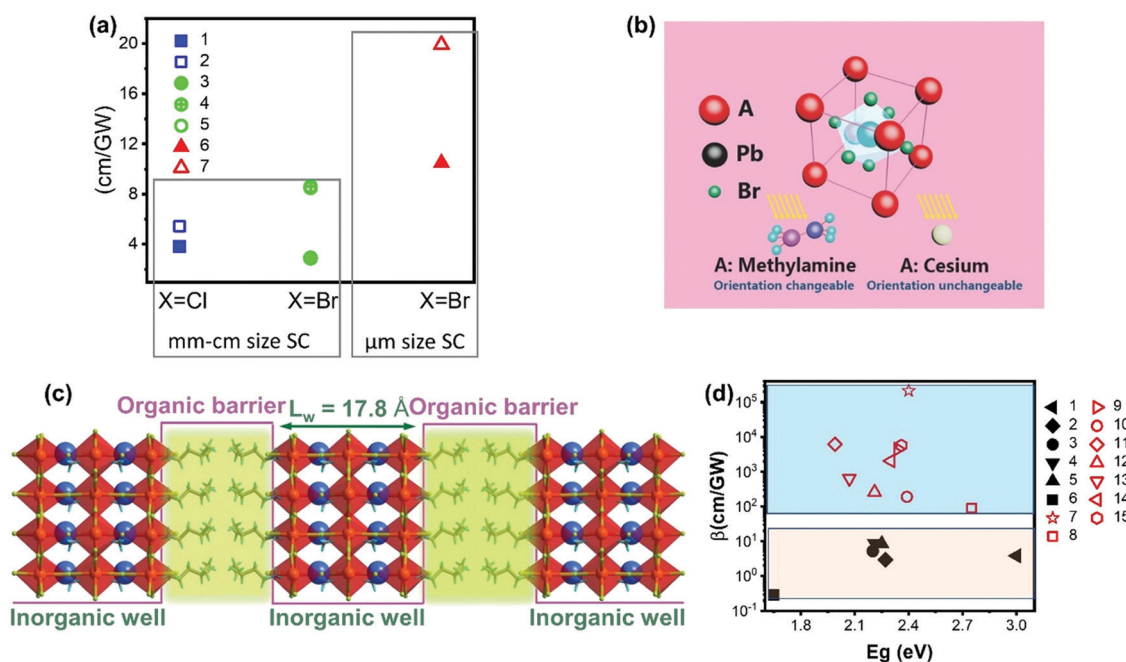 (a)
(cm/GW)
20
16
12
8
4
1
2
3
4
5
6
7
X=Cl
X=Br
X=Br
mm-cm size SC
μm size SC
(b)
A
Pb
Br
A: Methylamine
Orientation changeable
A: Cesium
Orientation unchangeable
(c)
Organic barrier
L_w = 17.8 Å
Organic barrier
Inorganic well
Inorganic well
Inorganic well
(d)
β(cm/GW)
10⁵
10⁴
10³
10²
10¹
10⁰
10⁻¹
1.8
2.1
2.4
2.7
3.0
Eg (eV)
1
2
3
4
5
6
7
8
9
10
11
12
13
14
15